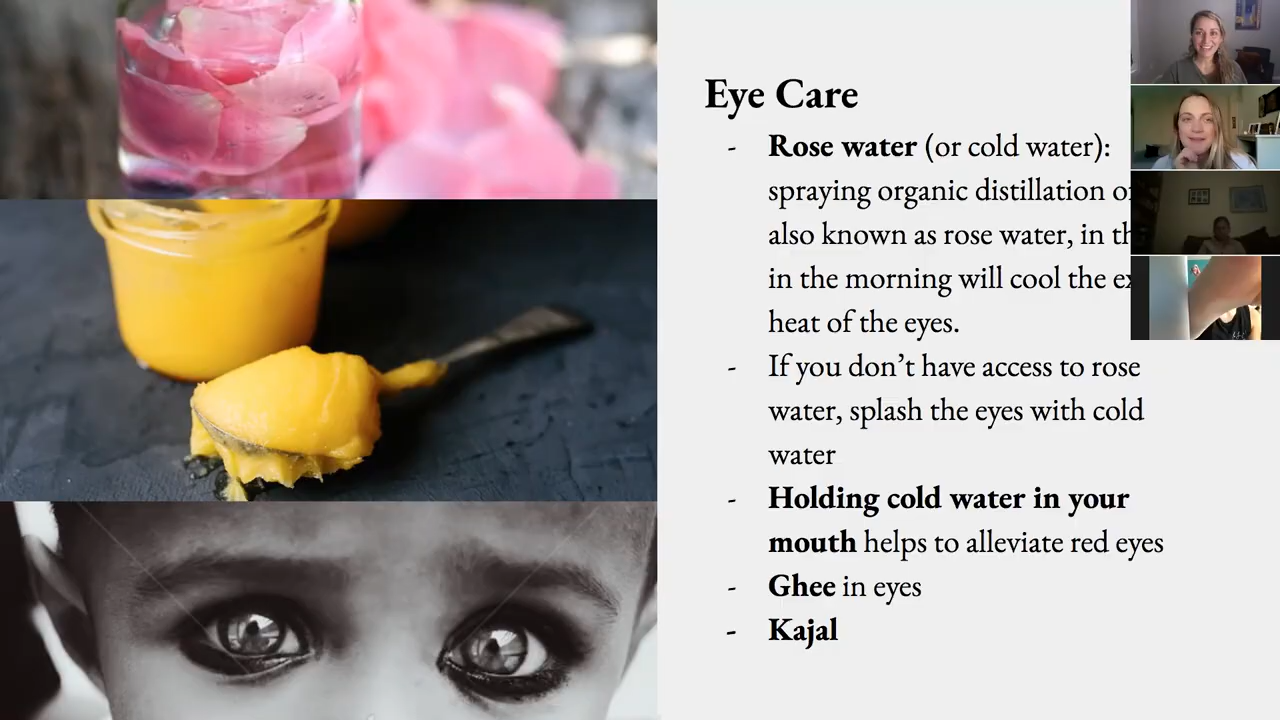 Eye Care
- Rose water (or cold water):
spraying organic distillation
also known as rose water, in
in the morning will cool the
heat of the eyes.
- If you don’t have access to rose
water, splash the eyes with cold
water
- Holding cold water in your
mouth helps to alleviate red eyes
- Ghee in eyes
- Kajal